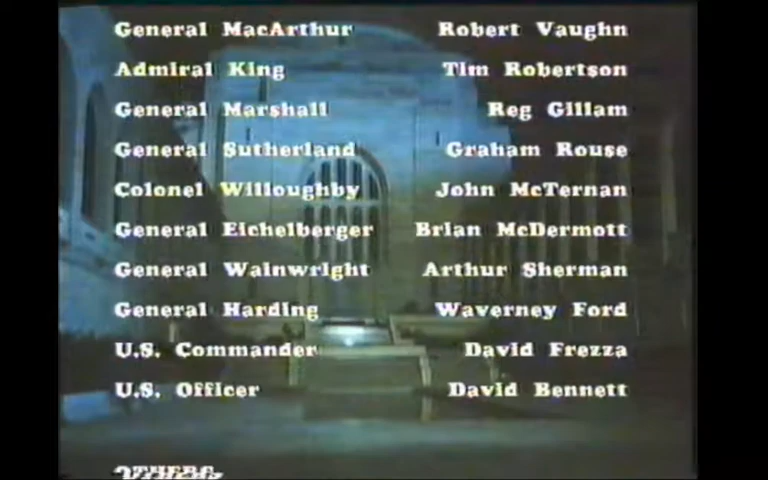 General MacArthur Robert Vaughn
Admiral King Tim Robertson
General Marshall Reg Gillam
General Sutherland Graham Rouse
Colonel Willoughby John McTernan
General Eichelberger Brian McDermott
General Wainwright Arthur Sherman
General Harding Waverney Ford
U.S. Commander David Frezza
U.S. Officer David Bennett